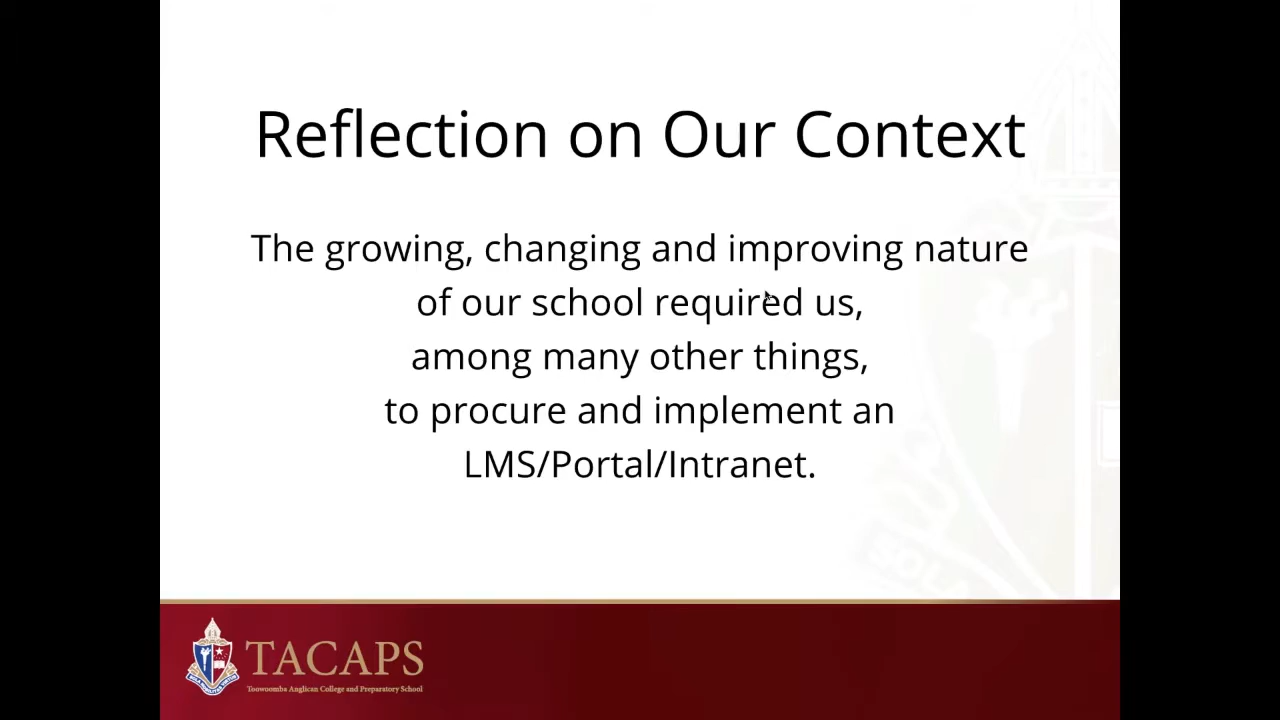 Reflection on Our Context
The growing, changing and improving nature
of our school required us,
among many other things,
to procure and implement an
LMS/Portal/Intranet.
TACAPS
Toowoomba Anglican College and Preparatory School